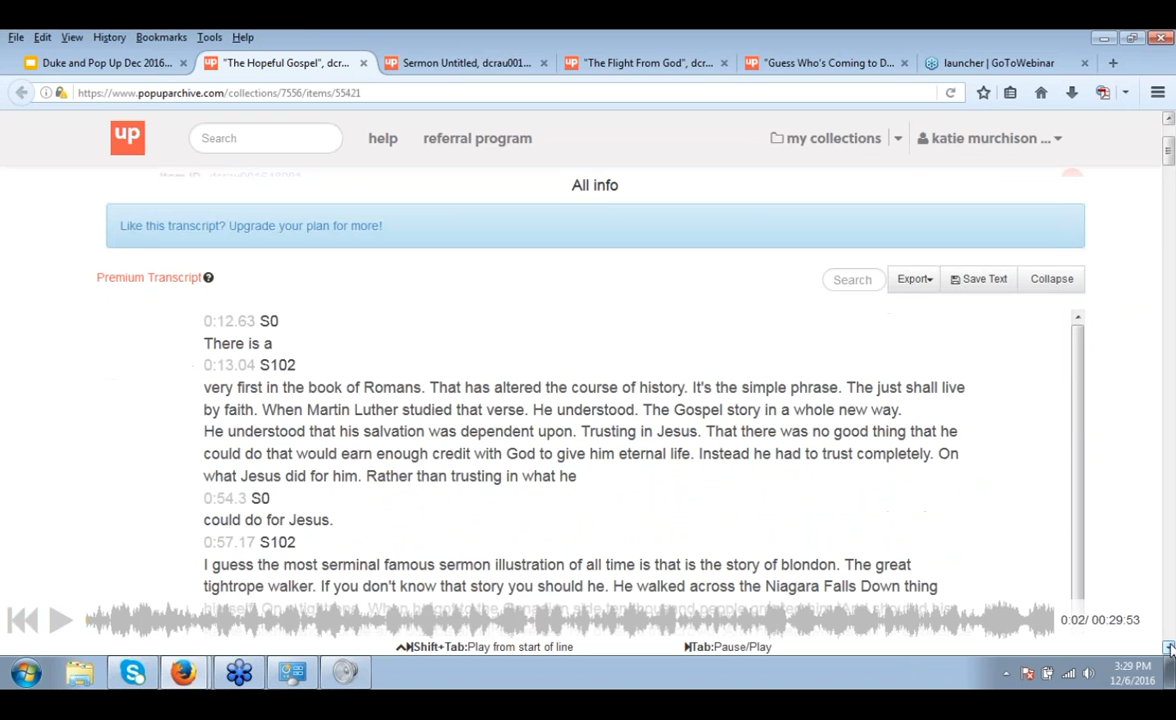 File Edit View History Bookmarks Tools Help
Duke and Pop Up Dec 2016... × "The Hopeful Gospel", dcr... × Sermon Untitled, dcrau001... × "The Flight From God", dcr... × "Guess Who's Coming to D... × launcher | GoToWebinar ×
https://www.popuparchive.com/collections/7556/items/55421
up Search help referral program my collections katie murchison ...
All info
Like this transcript? Upgrade your plan for more!
Premium Transcript Search Export Save Text Collapse
0:12.63 S0
There is a
0:13.04 S102
very first in the book of Romans. That has altered the course of history. It's the simple phrase. The just shall live
by faith. When Martin Luther studied that verse. He understood. The Gospel story in a whole new way.
He understood that his salvation was dependent upon. Trusting in Jesus. That there was no good thing that he
could do that would earn enough credit with God to give him eternal life. Instead he had to trust completely. On
what Jesus did for him. Rather than trusting in what he
0:54.3 S0
could do for Jesus.
0:57.17 S102
I guess the most serminal famous sermon illustration of all time is that is the story of blondon. The great
tightrope walker. If you don't know that story you should he. He walked across the Niagara Falls Down thing
0:02/ 00:29:53
Shift+Tab:Play from start of line Tab:Pause/Play
3:29 PM
12/6/2016